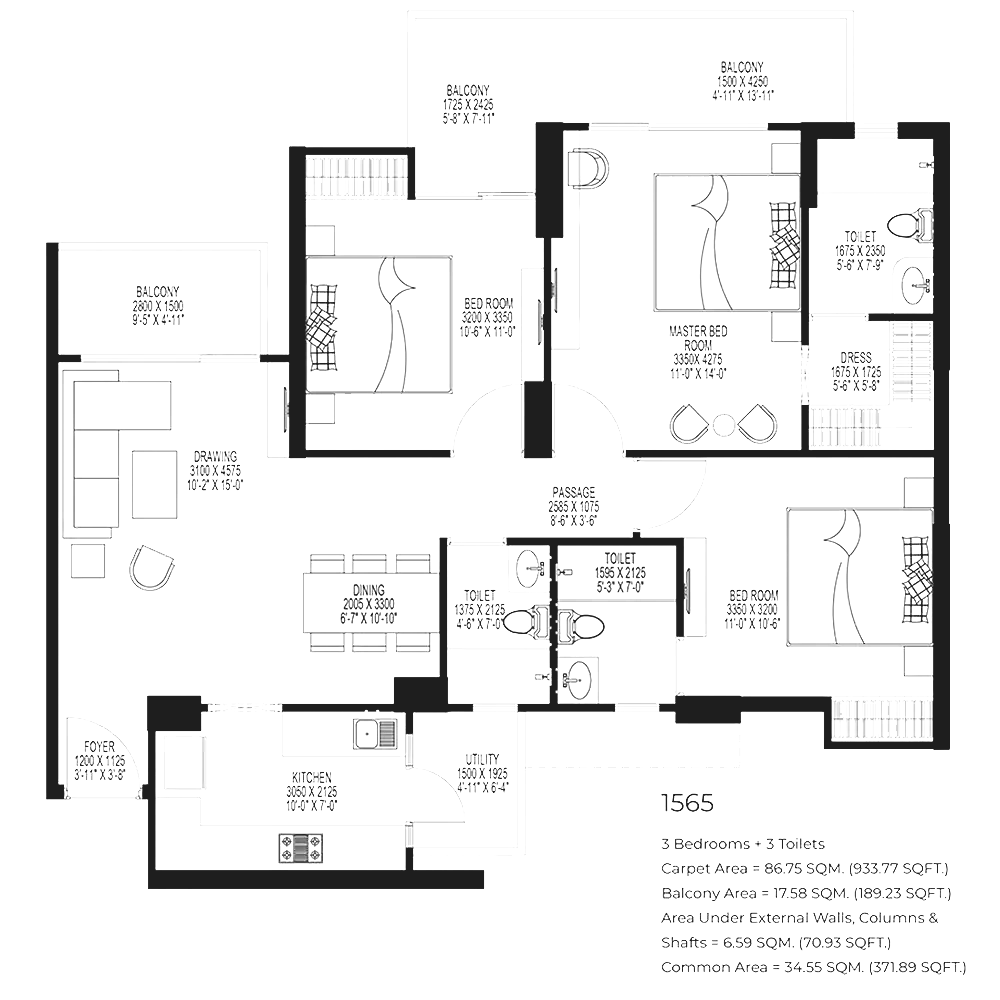 BALCONY
1500 X 4250
4'-11" X 13'-11"
BALCONY
1725 X 2425
5'-8" X 7'-11"
TOILET
1675 X 2350
5'-6" X 7'-9"
BALCONY
2800 X 1500
9'-5" X 4'-11"
BED ROOM
3200 X 3350
10'-6" X 11'-0"
MASTER BED
ROOM
3350X 4275
11'-0" X 14'-0"
DRESS
1675 X 1725
5'-6" X 5'-8"
DRAWING
3100 X 4575
10'-2" X 15'-0"
PASSAGE
2585 X 1075
8'-6" X 3'-6"
TOILET
1595 X 2125
5'-3" X 7'-0"
DINING
2005 X 3300
6'-7" X 10'-10"
TOILET
1375 X 2125
4'-6" X 7'-0"
BED ROOM
3350 X 3200
11'-0" X 10'-6"
FOYER
1200 X 1125
3'-11" X 3'-8"
KITCHEN
3050 X 2125
10'-0" X 7'-0"
UTILITY
1500 X 1925
4'-11" X 6'-4"
1565
3 Bedrooms + 3 Toilets
Carpet Area = 86.75 SQM. (933.77 SQFT.)
Balcony Area = 17.58 SQM. (189.23 SQFT.)
Area Under External Walls, Columns &
Shafts = 6.59 SQM. (70.93 SQFT.)
Common Area = 34.55 SQM. (371.89 SQFT.)